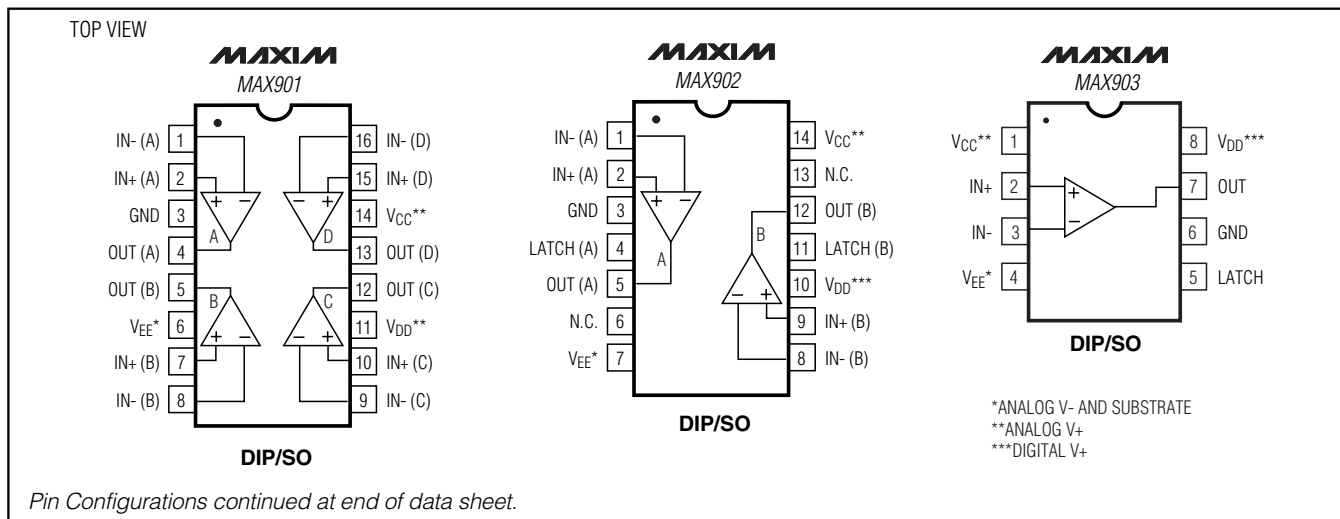 TOP VIEW
MAXIM
MAX901
IN- (A) 1
IN+ (A) 2
GND 3
OUT (A) 4
OUT (B) 5
VEE* 6
IN+ (B) 7
IN- (B) 8
16 IN- (D)
15 IN+ (D)
14 VCC**
13 OUT (D)
12 OUT (C)
11 VDD**
10 IN+ (C)
9 IN- (C)
+ −
A
+ −
D
B
+ −
C
− +
DIP/SO
MAXIM
MAX902
IN- (A) 1
IN+ (A) 2
GND 3
LATCH (A) 4
OUT (A) 5
N.C. 6
VEE* 7
14 VCC**
13 N.C.
12 OUT (B)
11 LATCH (B)
10 VDD***
9 IN+ (B)
8 IN- (B)
+ −
A
B
− +
DIP/SO
MAXIM
MAX903
VCC** 1
IN+ 2
IN- 3
VEE* 4
8 VDD***
7 OUT
6 GND
5 LATCH
+
−
DIP/SO
*ANALOG V- AND SUBSTRATE
**ANALOG V+
***DIGITAL V+
Pin Configurations continued at end of data sheet.